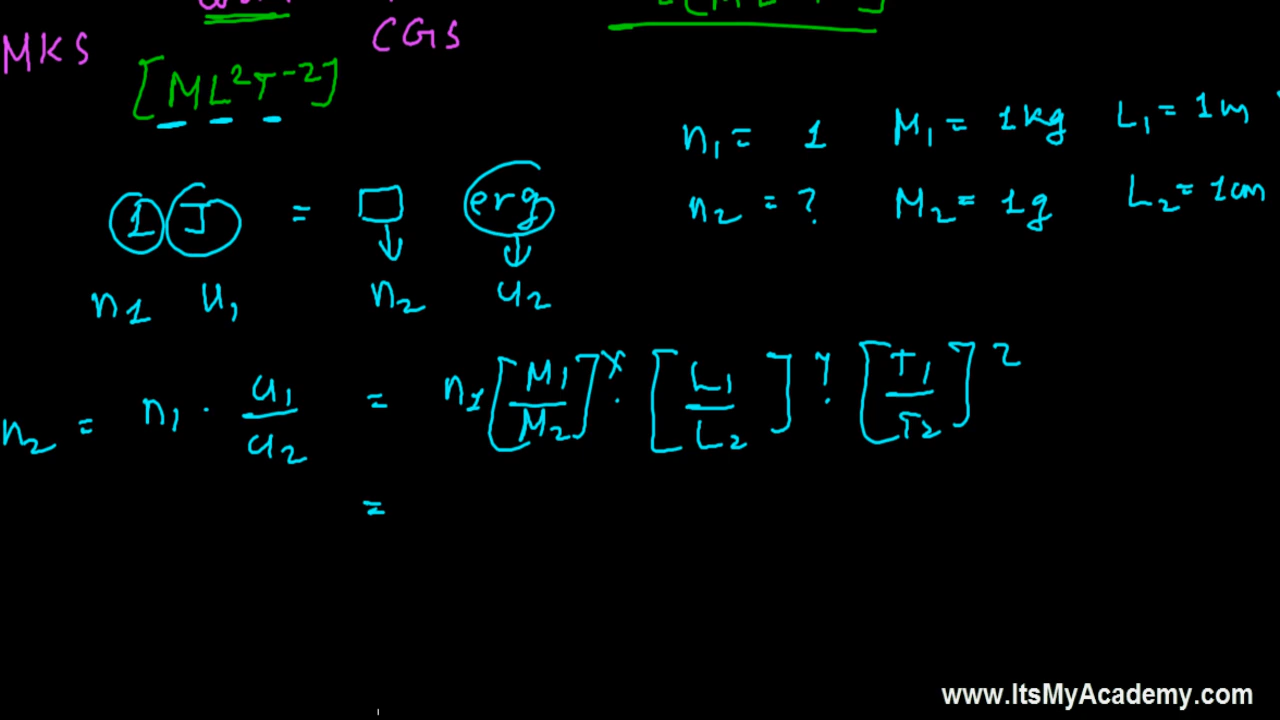 MKS CGS
[ML²T⁻²]
n₁ = 1 M₁ = 1kg L₁ = 1m
n₂ = ? M₂ = 1g L₂ = 1cm
1 J = □ erg
n1 u₁ n₂ u₂
n₂ = n₁ · u₁/u₂ = n1 [M₁/M₂]ˣ [L₁/L₂]ʸ [T₁/T₂]ᶻ
=
www.ItsMyAcademy.com